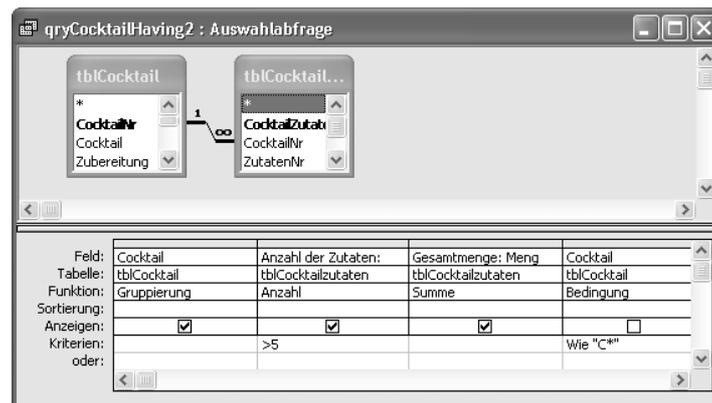 qryCocktailHaving2 : Auswahlabfrage
tblCocktail
*
CocktailNr
Cocktail
Zubereitung
1
∞
tblCocktail...
*
CocktailZutate
CocktailNr
ZutatenNr
Feld: Cocktail Anzahl der Zutaten: Gesamtmenge: Meng Cocktail
Tabelle: tblCocktail tblCocktailzutaten tblCocktailzutaten tblCocktail
Funktion: Gruppierung Anzahl Summe Bedingung
Sortierung:
Anzeigen:
Kriterien: >5 Wie "C*"
oder: